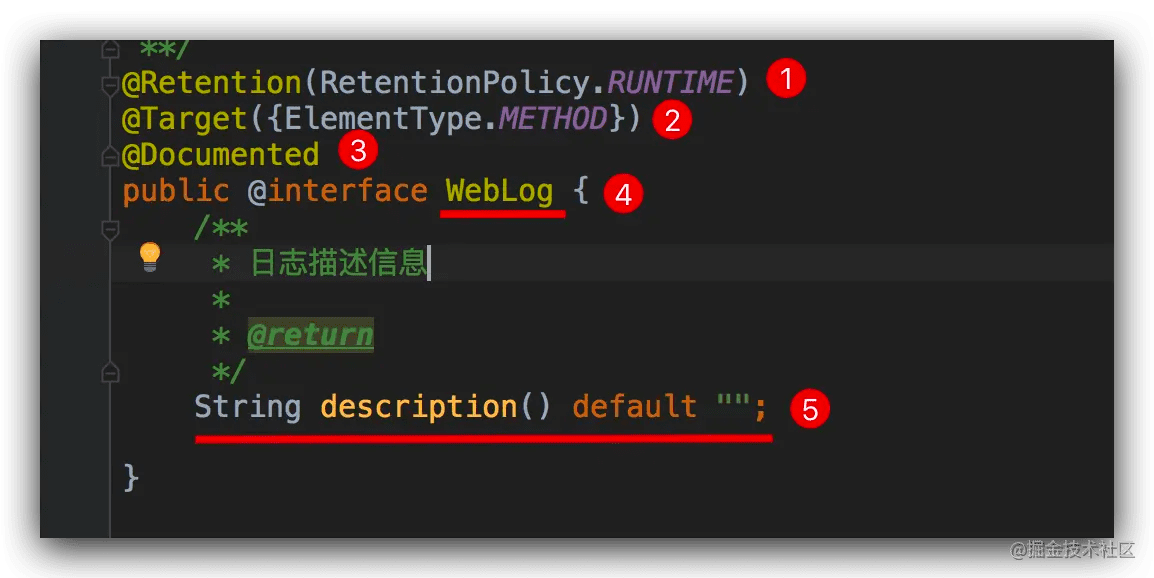 **/
@Retention(RetentionPolicy.RUNTIME) 1
@Target({ElementType.METHOD}) 2
@Documented 3
public @interface WebLog { 4
/**
* 日志描述信息
*
* @return
*/
String description() default ""; 5
}
@掘金技术社区